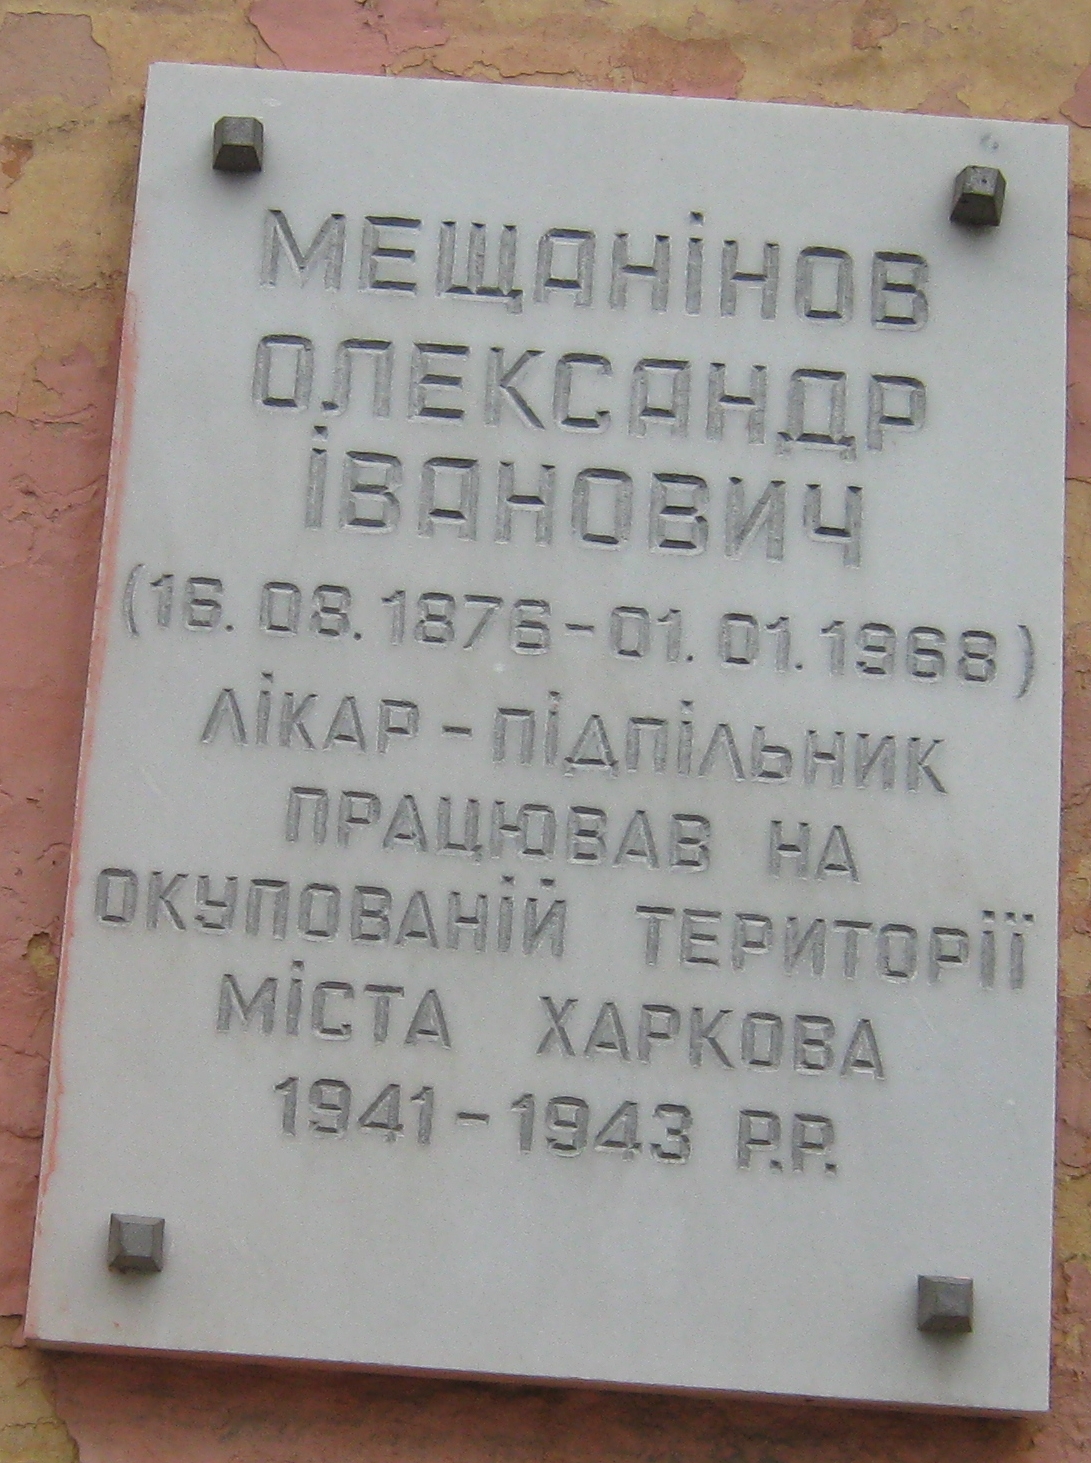 МЕЩАНІНОВ
ОЛЕКСАНДР
ІВАНОВИЧ
(16.08.1876-01.01.1968)
ЛІКАР-ПІДПІЛЬНИК
ПРАЦЮВАВ НА
ОКУПОВАНІЙ ТЕРИТОРІЇ
МІСТА ХАРКОВА
1941-1943 Р.Р.